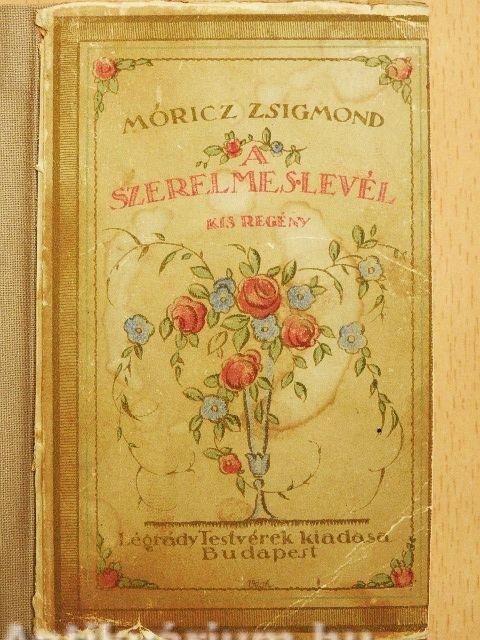 MÓRICZ ZSIGMOND
A
SZERELMES·LEVÉL
KIS REGÉNY
Légrády Testvérek kiadása
Budapest